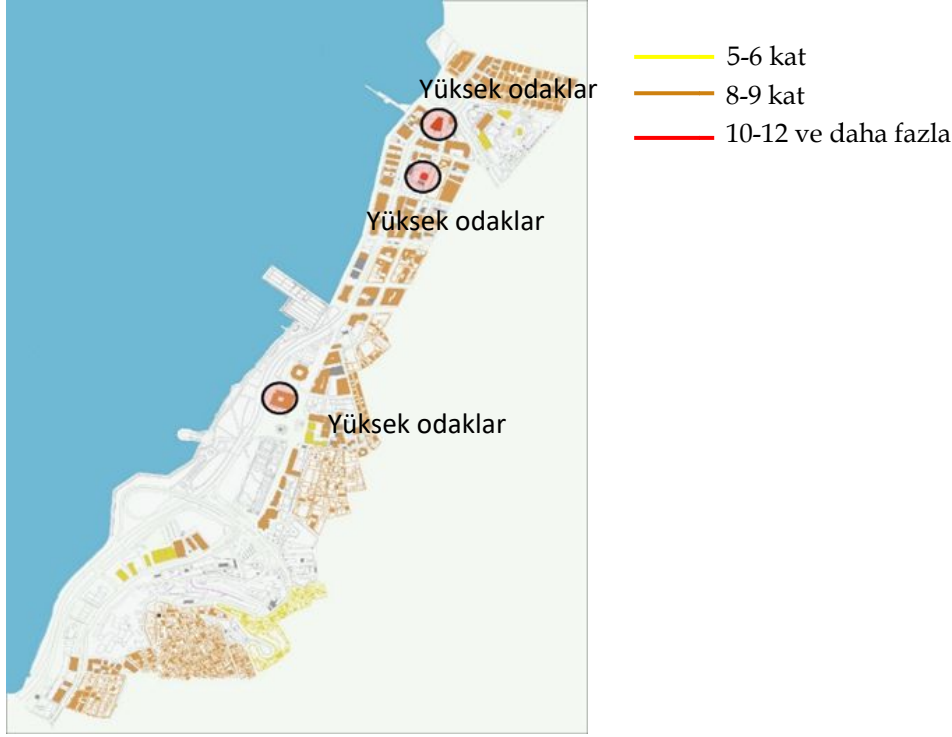 Yüksek odaklar
Yüksek odaklar
Yüksek odaklar
5-6 kat
8-9 kat
10-12 ve daha fazla